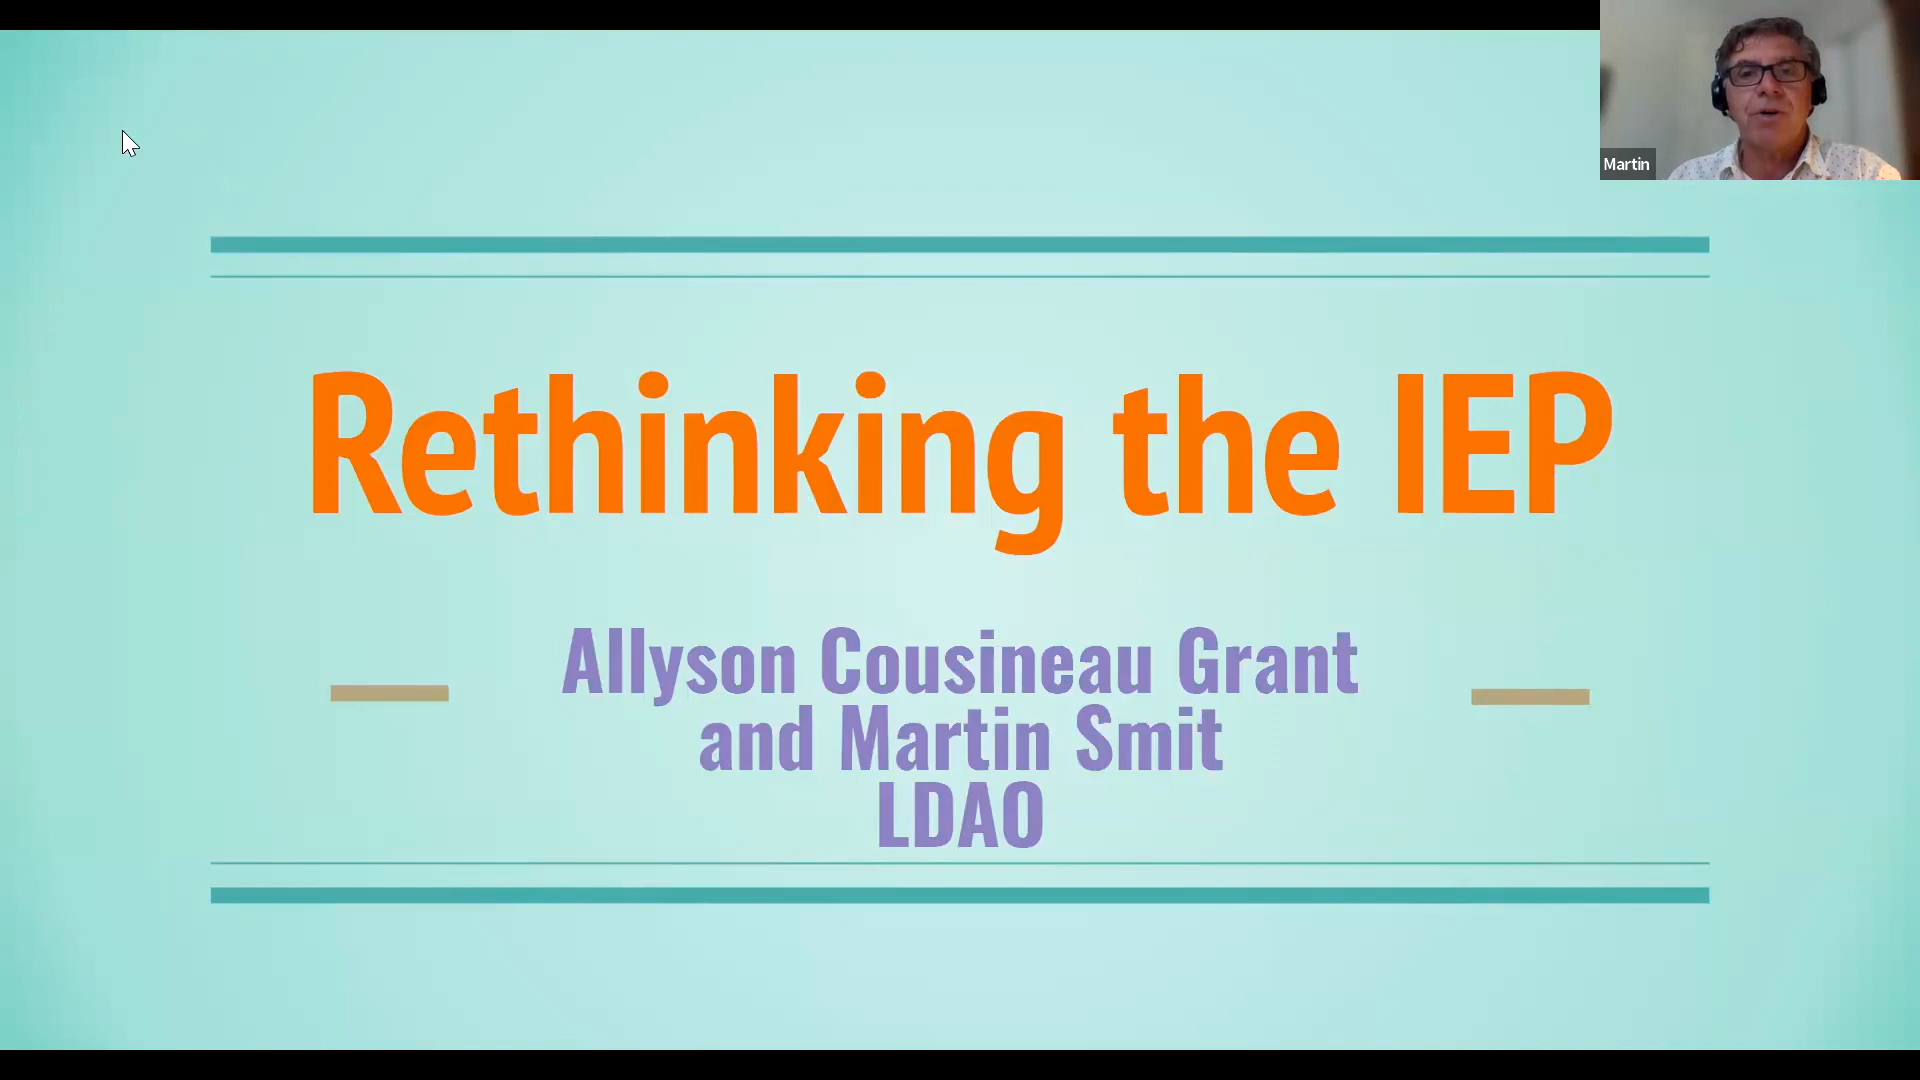 Martin
Rethinking the IEP
Allyson Cousineau Grant
and Martin Smit
LDAO